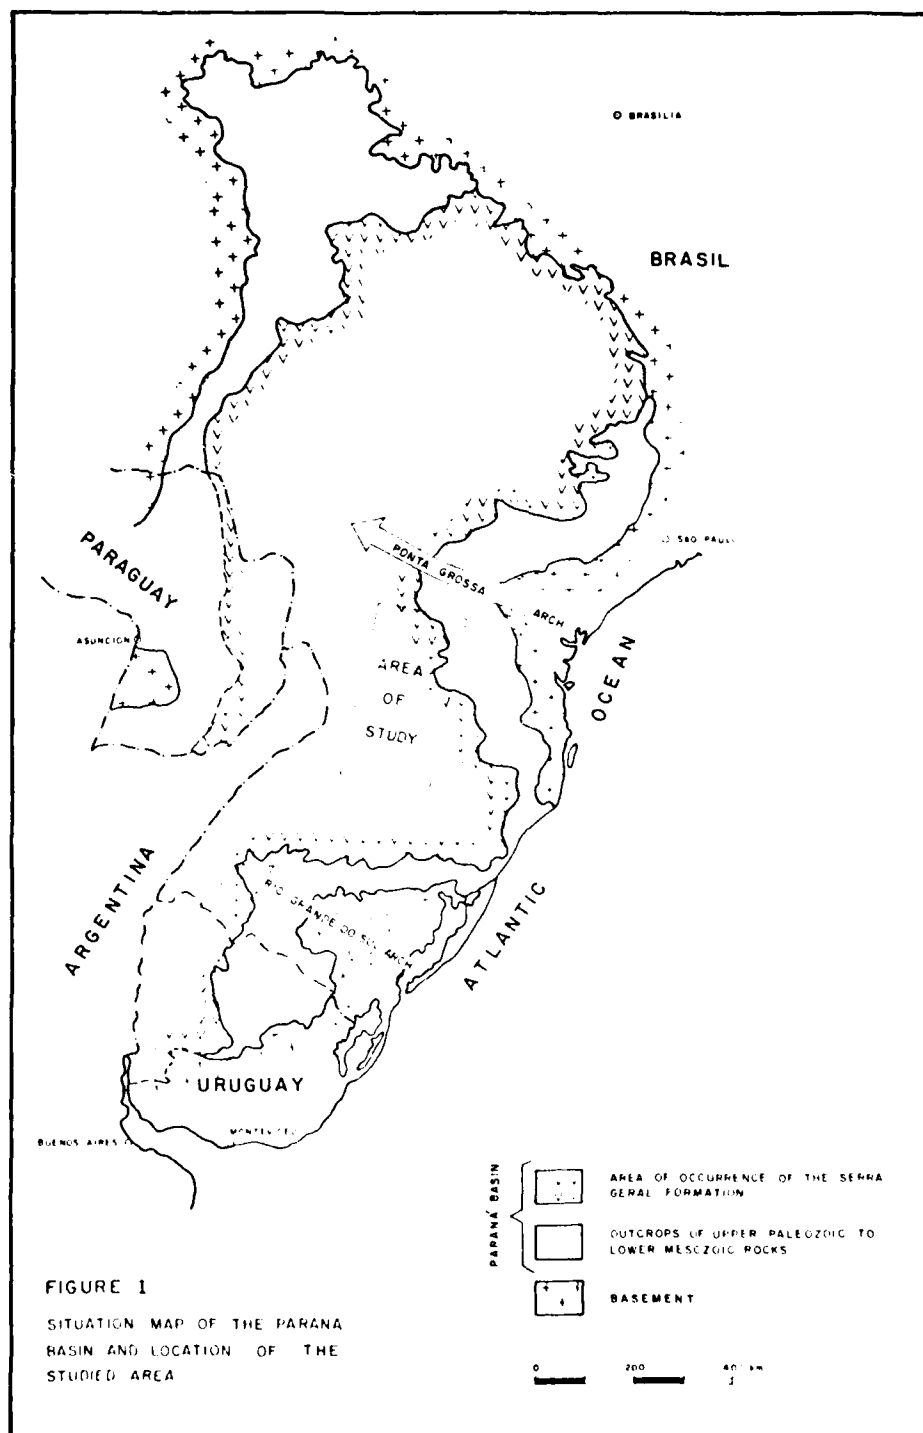 BRASILIA
BRASIL
SÃO PAUL
PARAGUAY
PONTA GROSSA
ARCH
ASUNCION
AREA
OF
STUDY
OCEAN
ARGENTINA
RIO GRANDE DO SUL ARCH
ATLANTIC
URUGUAY
MONTEVIDEO
BUENOS AIRES
PARANÁ BASIN
AREA OF OCCURRENCE OF THE SERRA
GERAL FORMATION
OUTCROPS OF UPPER PALEOZOIC TO
LOWER MESOZOIC ROCKS
BASEMENT
FIGURE 1
SITUATION MAP OF THE PARANA
BASIN AND LOCATION OF THE
STUDIED AREA
0 200 400 km